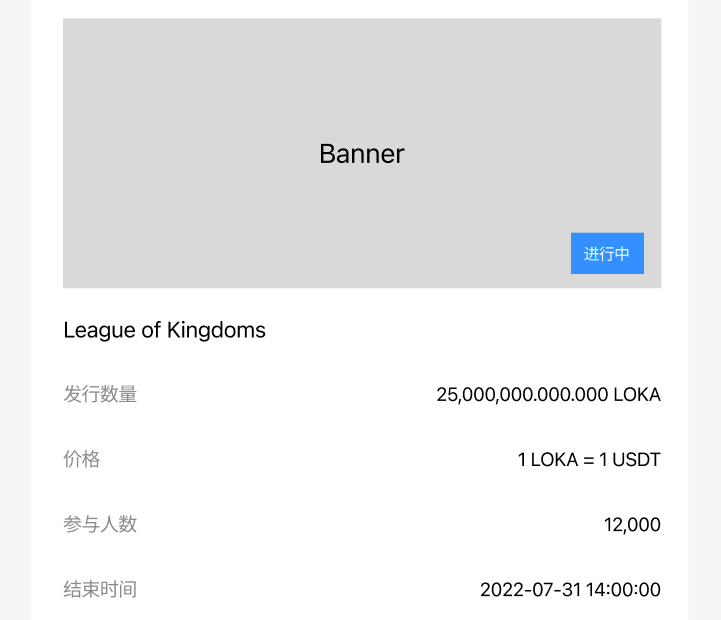 Banner
进行中
League of Kingdoms
发行数量 25,000,000.000.000 LOKA
价格 1 LOKA = 1 USDT
参与人数 12,000
结束时间 2022-07-31 14:00:00